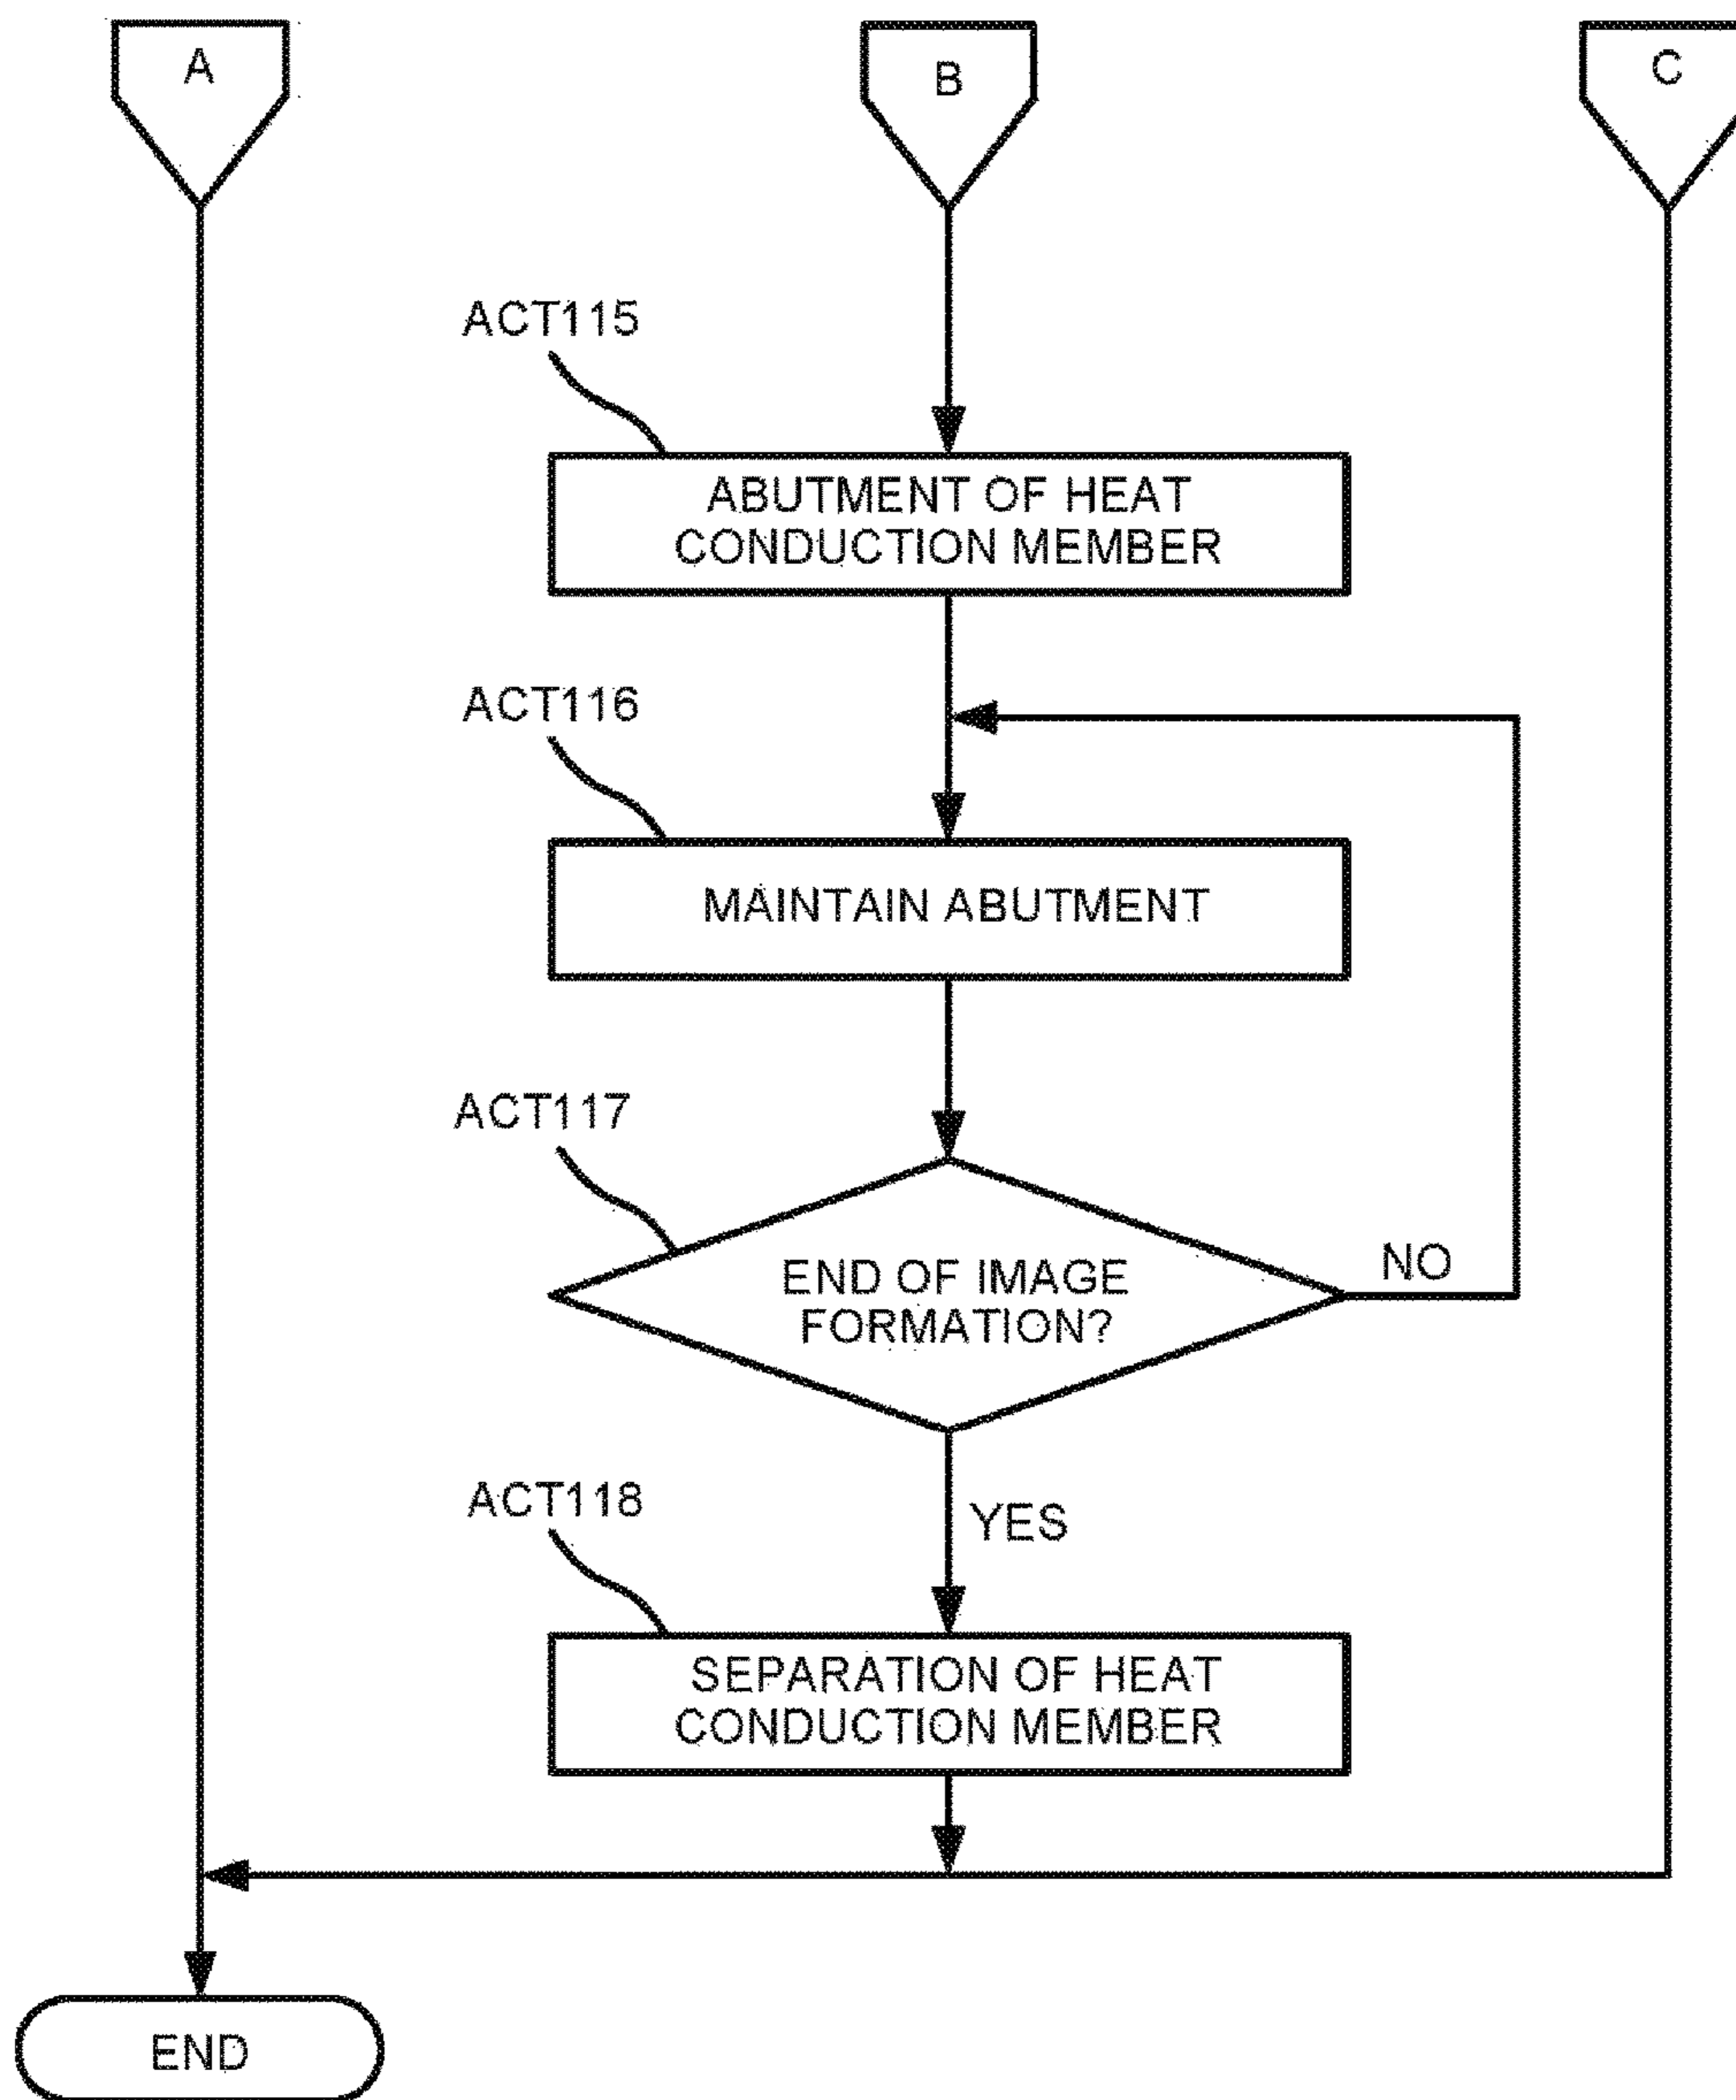 A
B
C
ACT115
ABUTMENT OF HEAT
CONDUCTION MEMBER
ACT116
MAINTAIN ABUTMENT
ACT117
END OF IMAGE
FORMATION?
NO
YES
ACT118
SEPARATION OF HEAT
CONDUCTION MEMBER
END